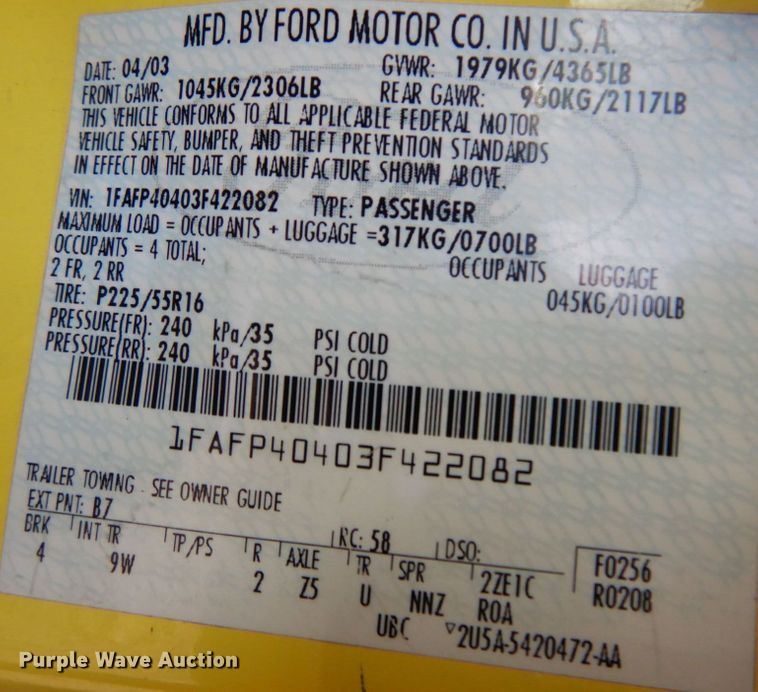 MFD. BY FORD MOTOR CO. IN U.S.A.
DATE: 04/03 GVWR: 1979KG/4365LB
FRONT GAWR: 1045KG/2306LB REAR GAWR: 960KG/2117LB
THIS VEHICLE CONFORMS TO ALL APPLICABLE FEDERAL MOTOR
VEHICLE SAFETY, BUMPER, AND THEFT PREVENTION STANDARDS
IN EFFECT ON THE DATE OF MANUFACTURE SHOWN ABOVE.
VIN: 1FAFP40403F422082 TYPE: PASSENGER
MAXIMUM LOAD = OCCUPANTS + LUGGAGE =317KG/0700LB
OCCUPANTS = 4 TOTAL; OCCUPANTS LUGGAGE
2 FR, 2 RR 045KG/0100LB
TIRE: P225/55R16
PRESSURE(FR): 240 kPa/35 PSI COLD
PRESSURE(RR): 240 kPa/35 PSI COLD
1FAFP40403F422082
TRAILER TOWING - SEE OWNER GUIDE
EXT PNT: B7 RC: 58 DSO: F0256
BRK INT TR TP/PS R AXLE TR SPR 2ZE1C R0208
4 9W 2 Z5 U NNZ ROA
UBC ▽2U5A-5420472-AA
Purple Wave Auction